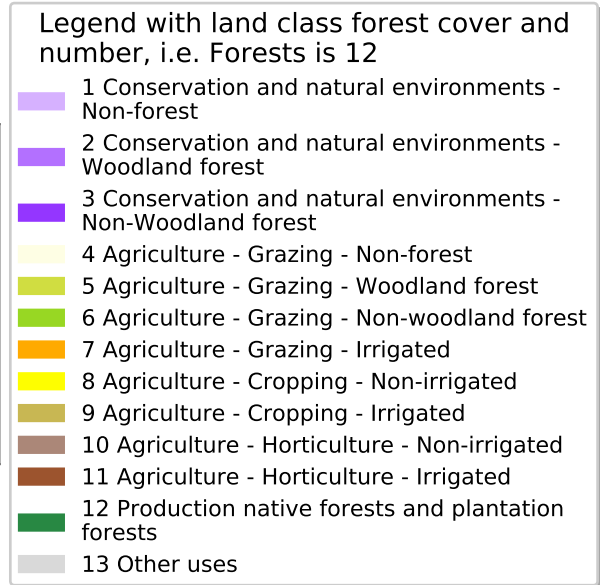 Legend with land class forest cover and
number, i.e. Forests is 12
1 Conservation and natural environments -
Non-forest
2 Conservation and natural environments -
Woodland forest
3 Conservation and natural environments -
Non-Woodland forest
4 Agriculture - Grazing - Non-forest
5 Agriculture - Grazing - Woodland forest
6 Agriculture - Grazing - Non-woodland forest
7 Agriculture - Grazing - Irrigated
8 Agriculture - Cropping - Non-irrigated
9 Agriculture - Cropping - Irrigated
10 Agriculture - Horticulture - Non-irrigated
11 Agriculture - Horticulture - Irrigated
12 Production native forests and plantation
forests
13 Other uses